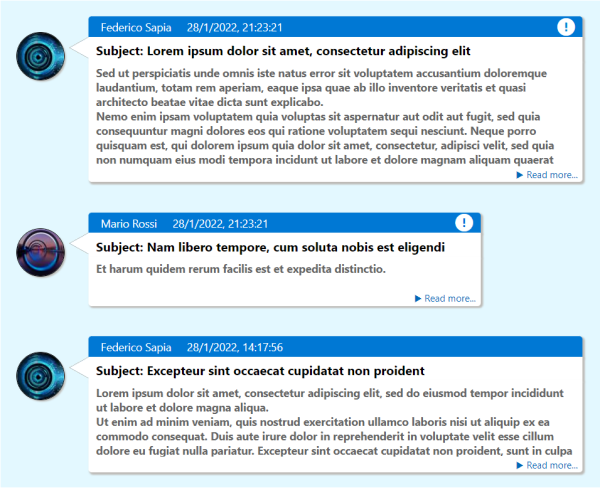 Federico Sapia 28/1/2022, 21:23:21
Subject: Lorem ipsum dolor sit amet, consectetur adipiscing elit
Sed ut perspiciatis unde omnis iste natus error sit voluptatem accusantium doloremque
laudantium, totam rem aperiam, eaque ipsa quae ab illo inventore veritatis et quasi
architecto beatae vitae dicta sunt explicabo.
Nemo enim ipsam voluptatem quia voluptas sit aspernatur aut odit aut fugit, sed quia
consequuntur magni dolores eos qui ratione voluptatem sequi nesciunt. Neque porro
quisquam est, qui dolorem ipsum quia dolor sit amet, consectetur, adipisci velit, sed quia
non numquam eius modi tempora incidunt ut labore et dolore magnam aliquam quaerat
▶ Read more...
Mario Rossi 28/1/2022, 21:23:21
Subject: Nam libero tempore, cum soluta nobis est eligendi
Et harum quidem rerum facilis est et expedita distinctio.
▶ Read more...
Federico Sapia 28/1/2022, 14:17:56
Subject: Excepteur sint occaecat cupidatat non proident
Lorem ipsum dolor sit amet, consectetur adipiscing elit, sed do eiusmod tempor incididunt
ut labore et dolore magna aliqua.
Ut enim ad minim veniam, quis nostrud exercitation ullamco laboris nisi ut aliquip ex ea
commodo consequat. Duis aute irure dolor in reprehenderit in voluptate velit esse cillum
dolore eu fugiat nulla pariatur. Excepteur sint occaecat cupidatat non proident, sunt in culpa
▶ Read more...